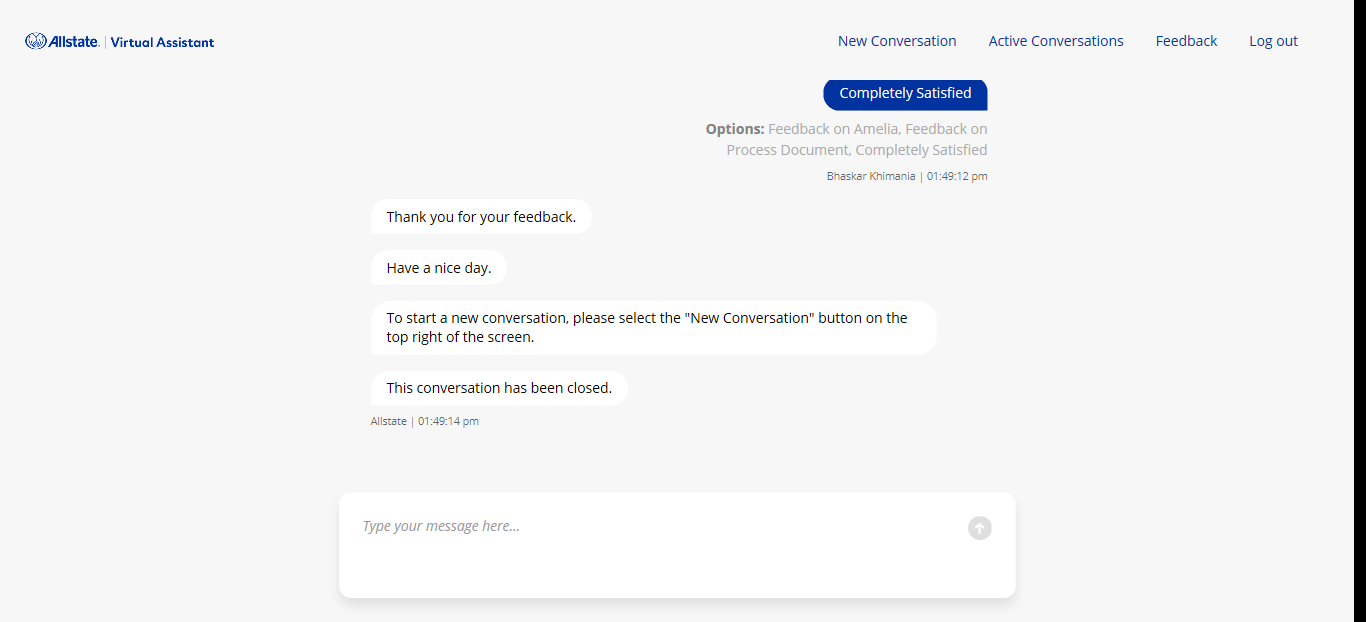 Allstate. | Virtual Assistant
New Conversation
Active Conversations
Feedback
Log out
Completely Satisfied
Options: Feedback on Amelia, Feedback on
Process Document, Completely Satisfied
Bhaskar Khimania | 01:49:12 pm
Thank you for your feedback.
Have a nice day.
To start a new conversation, please select the "New Conversation" button on the
top right of the screen.
This conversation has been closed.
Allstate | 01:49:14 pm
Type your message here...